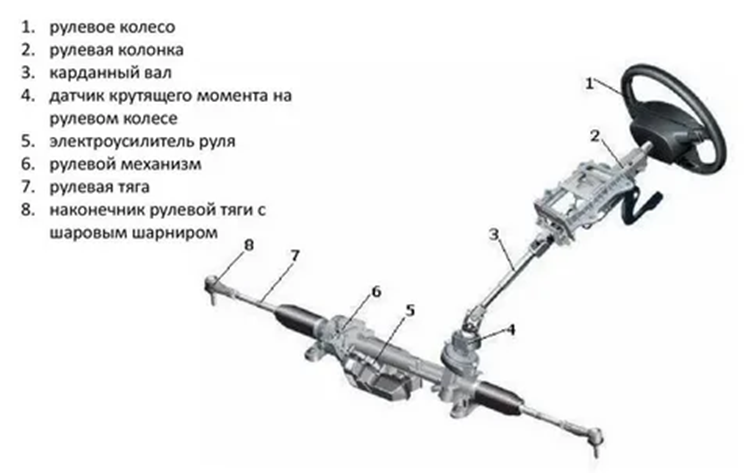 1. рулевое колесо
2. рулевая колонка
3. карданный вал
4. датчик крутящего момента на
рулевом колесе
5. электроусилитель руля
6. рулевой механизм
7. рулевая тяга
8. наконечник рулевой тяги с
шаровым шарниром
1
2
3
8
7
6
5
4